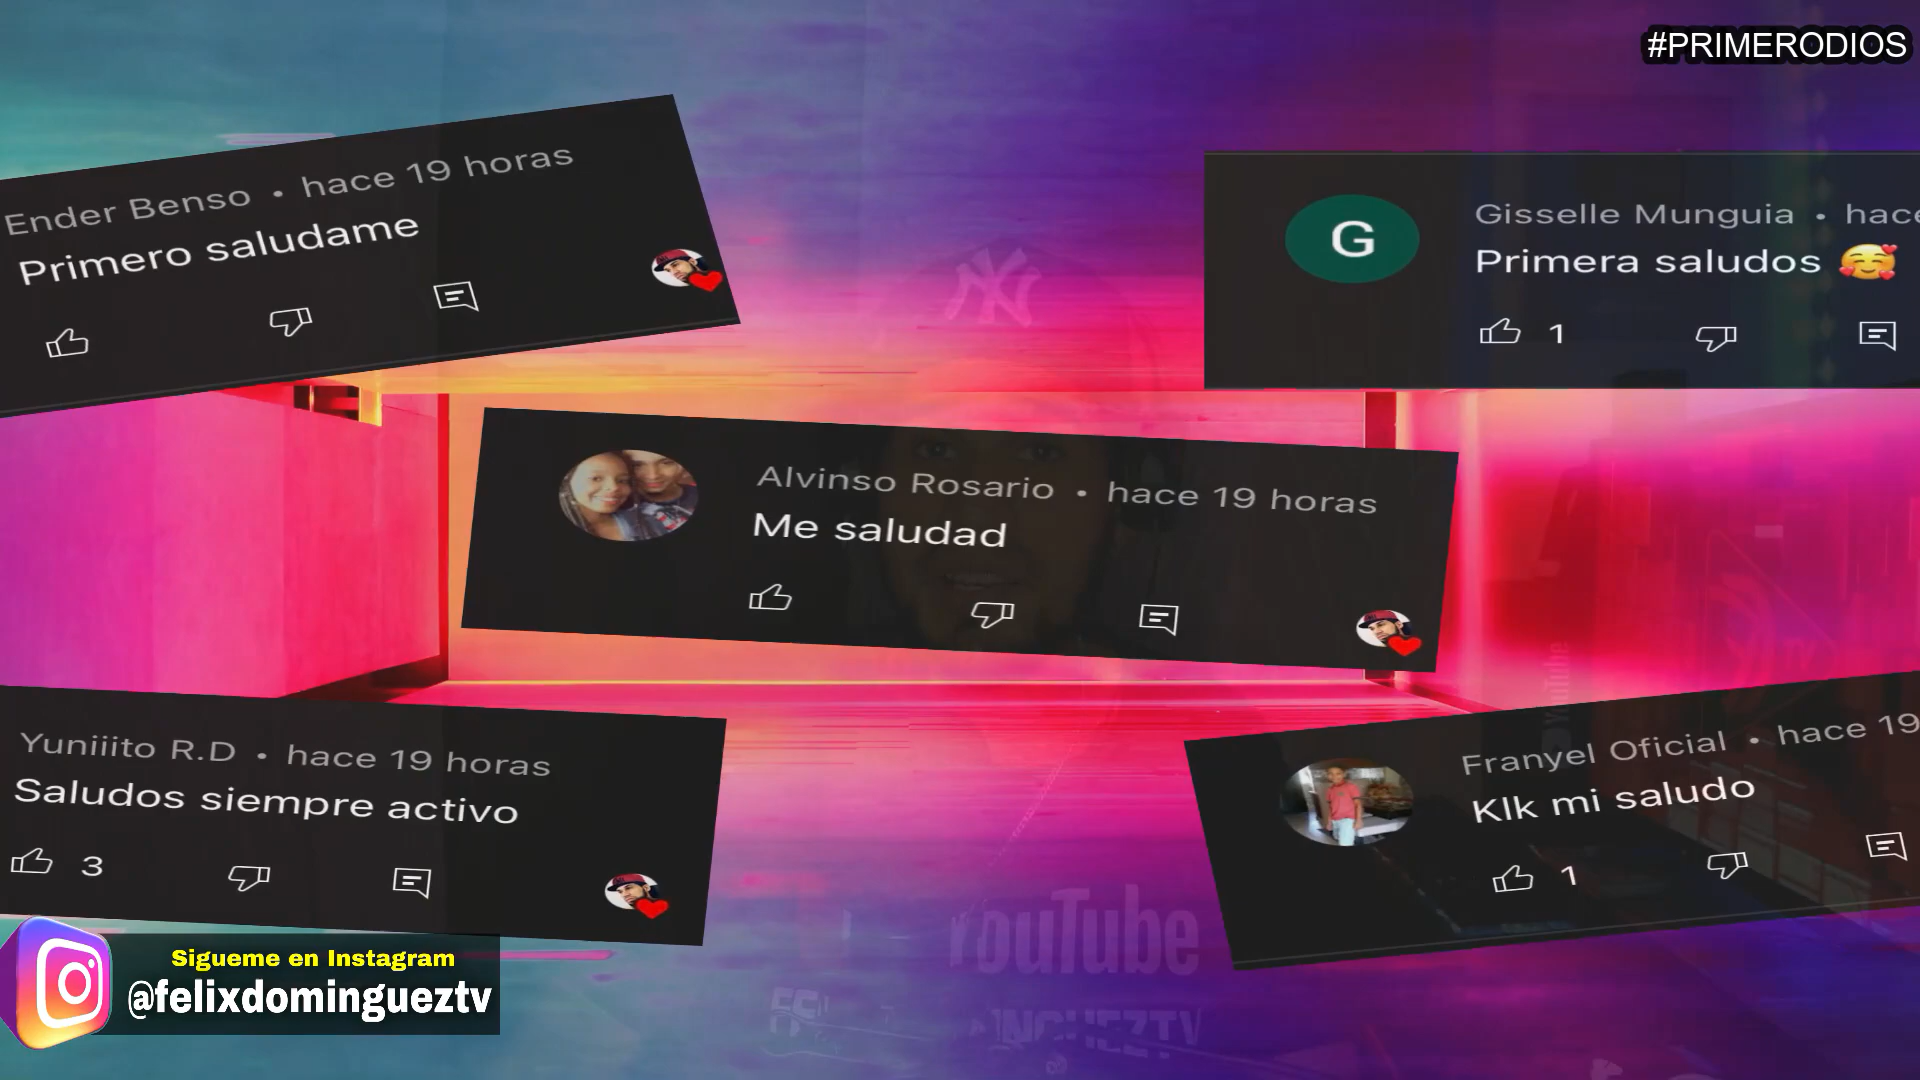 #PRIMERODIOS
Ender Benso • hace 19 horas
Primero saludame
G
Gisselle Munguia • hace
Primera saludos 🥰
1
Alvinso Rosario • hace 19 horas
Me saludad
Yuniiito R.D • hace 19 horas
Saludos siempre activo
3
Franyel Oficial • hace 19
Klk mi saludo
1
YouTube
Sigueme en Instagram
@felixdomingueztv